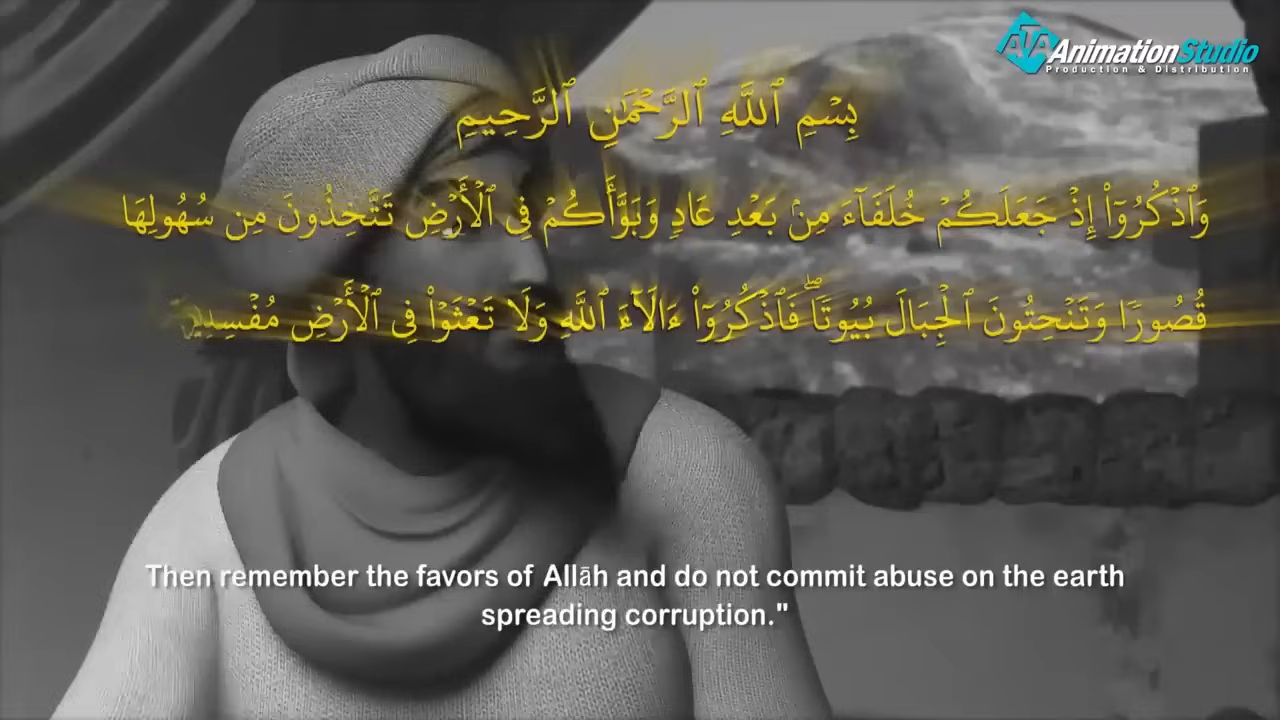 ATA AnimationStudio
Production & Distribution
بِسْمِ ٱللَّهِ ٱلرَّحْمَٰنِ ٱلرَّحِيمِ
وَٱذْكُرُوٓا۟ إِذْ جَعَلَكُمْ خُلَفَآءَ مِنۢ بَعْدِ عَادٍ وَبَوَّأَكُمْ فِى ٱلْأَرْضِ تَتَّخِذُونَ مِن سُهُولِهَا
قُصُورًا وَتَنْحِتُونَ ٱلْجِبَالَ بُيُوتًا ۖ فَٱذْكُرُوٓا۟ ءَالَآءَ ٱللَّهِ وَلَا تَعْثَوْا۟ فِى ٱلْأَرْضِ مُفْسِدِينَ
Then remember the favors of Allāh and do not commit abuse on the earth
spreading corruption."